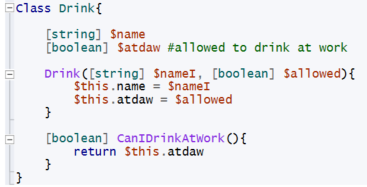 Class Drink{
[string] $name
[boolean] $atdaw #allowed to drink at work
Drink([string] $nameI, [boolean] $allowed){
$this.name = $nameI
$this.atdaw = $allowed
}
[boolean] CanIDrinkAtWork(){
return $this.atdaw
}
}